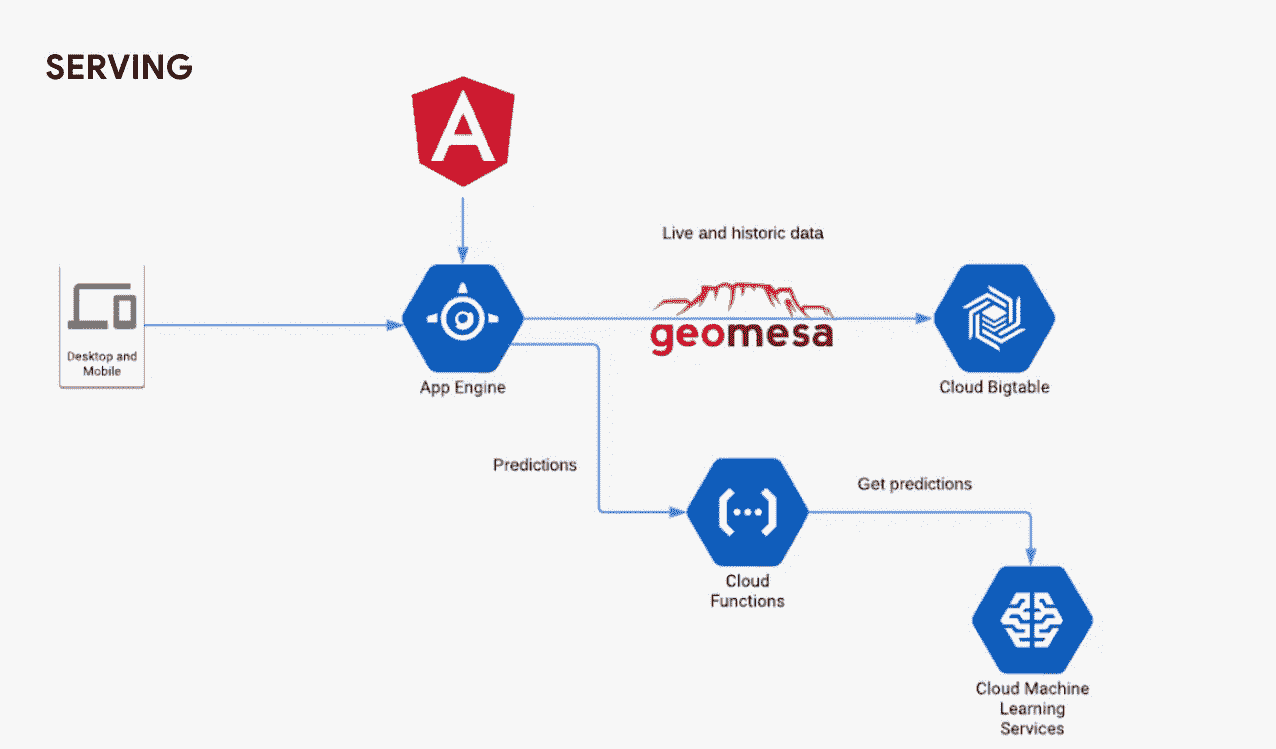 SERVING
A
Live and historic data
geomesa
Desktop and
Mobile
App Engine
Cloud Bigtable
Predictions
Get predictions
Cloud
Functions
Cloud Machine
Learning
Services